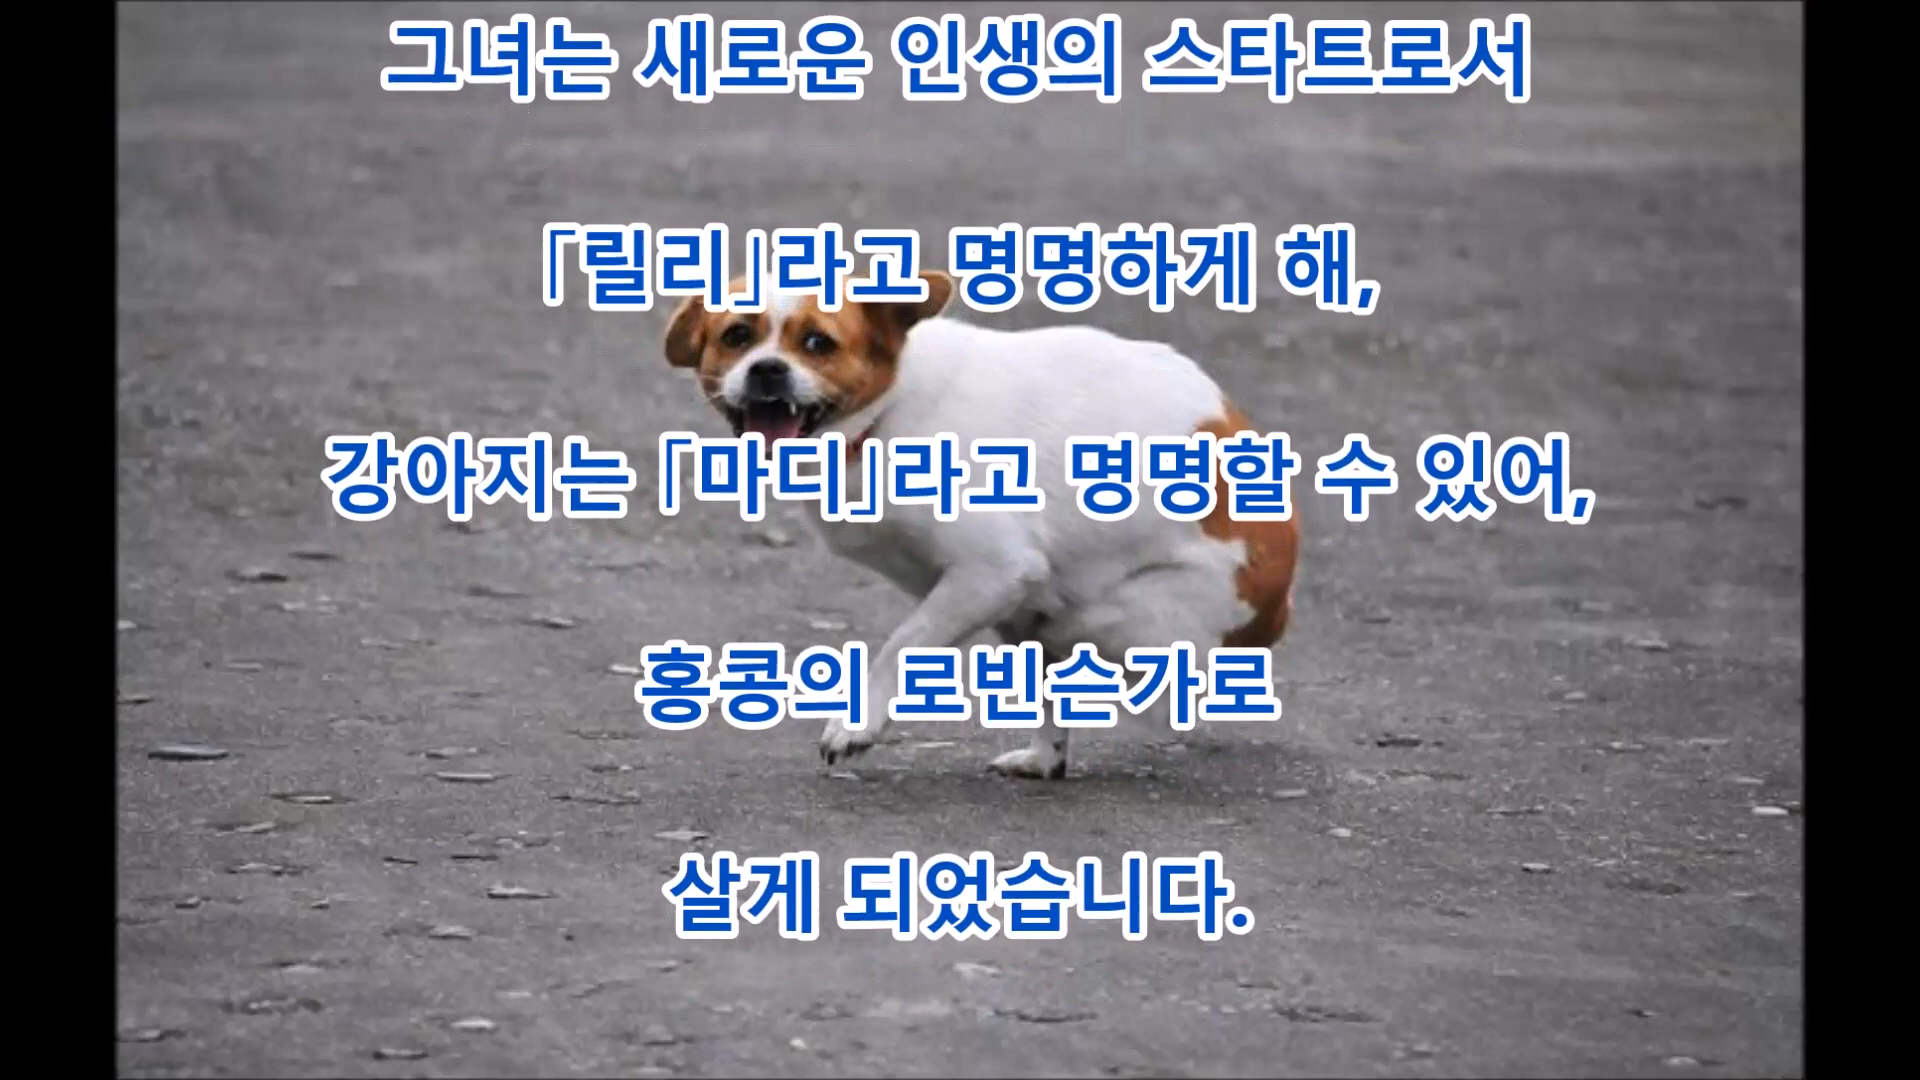 그녀는 새로운 인생의 스타트로서
「릴리」라고 명명하게 해,
강아지는 「마디」라고 명명할 수 있어,
홍콩의 로빈슨가로
살게 되었습니다.